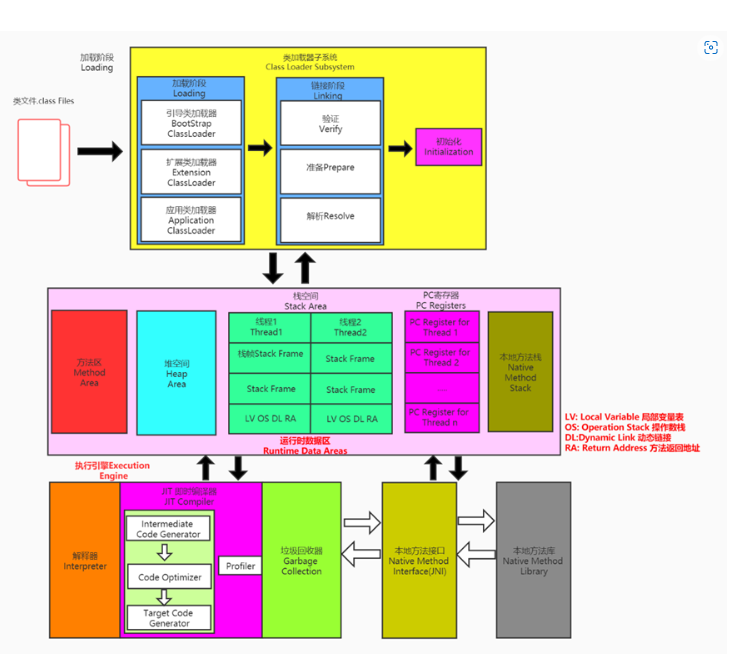 加载阶段
Loading
类加载器子系统
Class Loader Subsystem
类文件.class Files
加载阶段
Loading
引导类加载器
BootStrap
ClassLoader
扩展类加载器
Extension
ClassLoader
应用类加载器
Application
ClassLoader
链接阶段
Linking
验证
Verify
准备Prepare
解析Resolve
初始化
Initialization
栈空间
Stack Area
PC寄存器
PC Registers
方法区
Method
Area
堆空间
Heap
Area
线程1
Thread1
线程2
Thread2
栈帧Stack Frame
Stack Frame
Stack Frame
Stack Frame
LV OS DL RA
LV OS DL RA
PC Register for
Thread 1
PC Register for
Thread 2
....
PC Register for
Thread n
本地方法栈
Native
Method
Stack
运行时数据区
Runtime Data Areas
LV: Local Variable 局部变量表
OS: Operation Stack 操作数栈
DL:Dynamic Link 动态链接
RA: Return Address 方法返回地址
执行引擎Execution
Engine
解释器
Interpreter
JIT 即时编译器
JIT Compiler
Intermediate
Code Generator
Code Optimizer
Target Code
Generator
Profiler
垃圾回收器
Garbage
Collection
本地方法接口
Native Method
Interface(JNI)
本地方法库
Native Method
Library